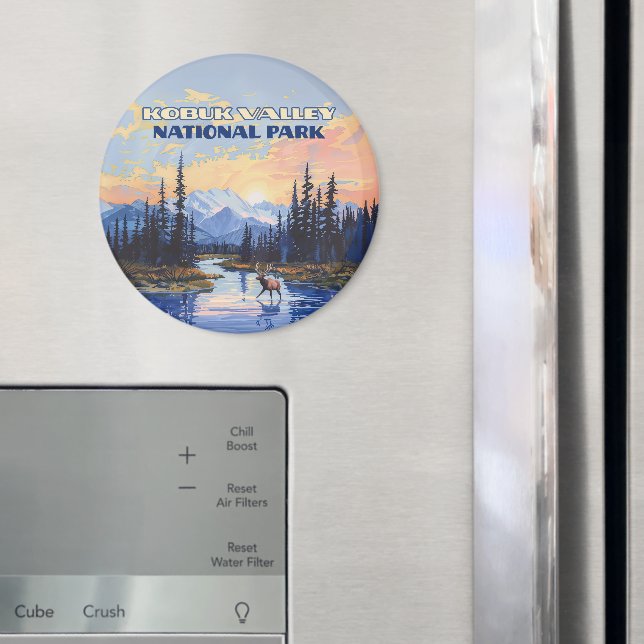 KOBUK VALLEY
NATIONAL PARK
Chill
Boost
+
−
Reset
Air Filters
Reset
Water Filter
Cube
Crush